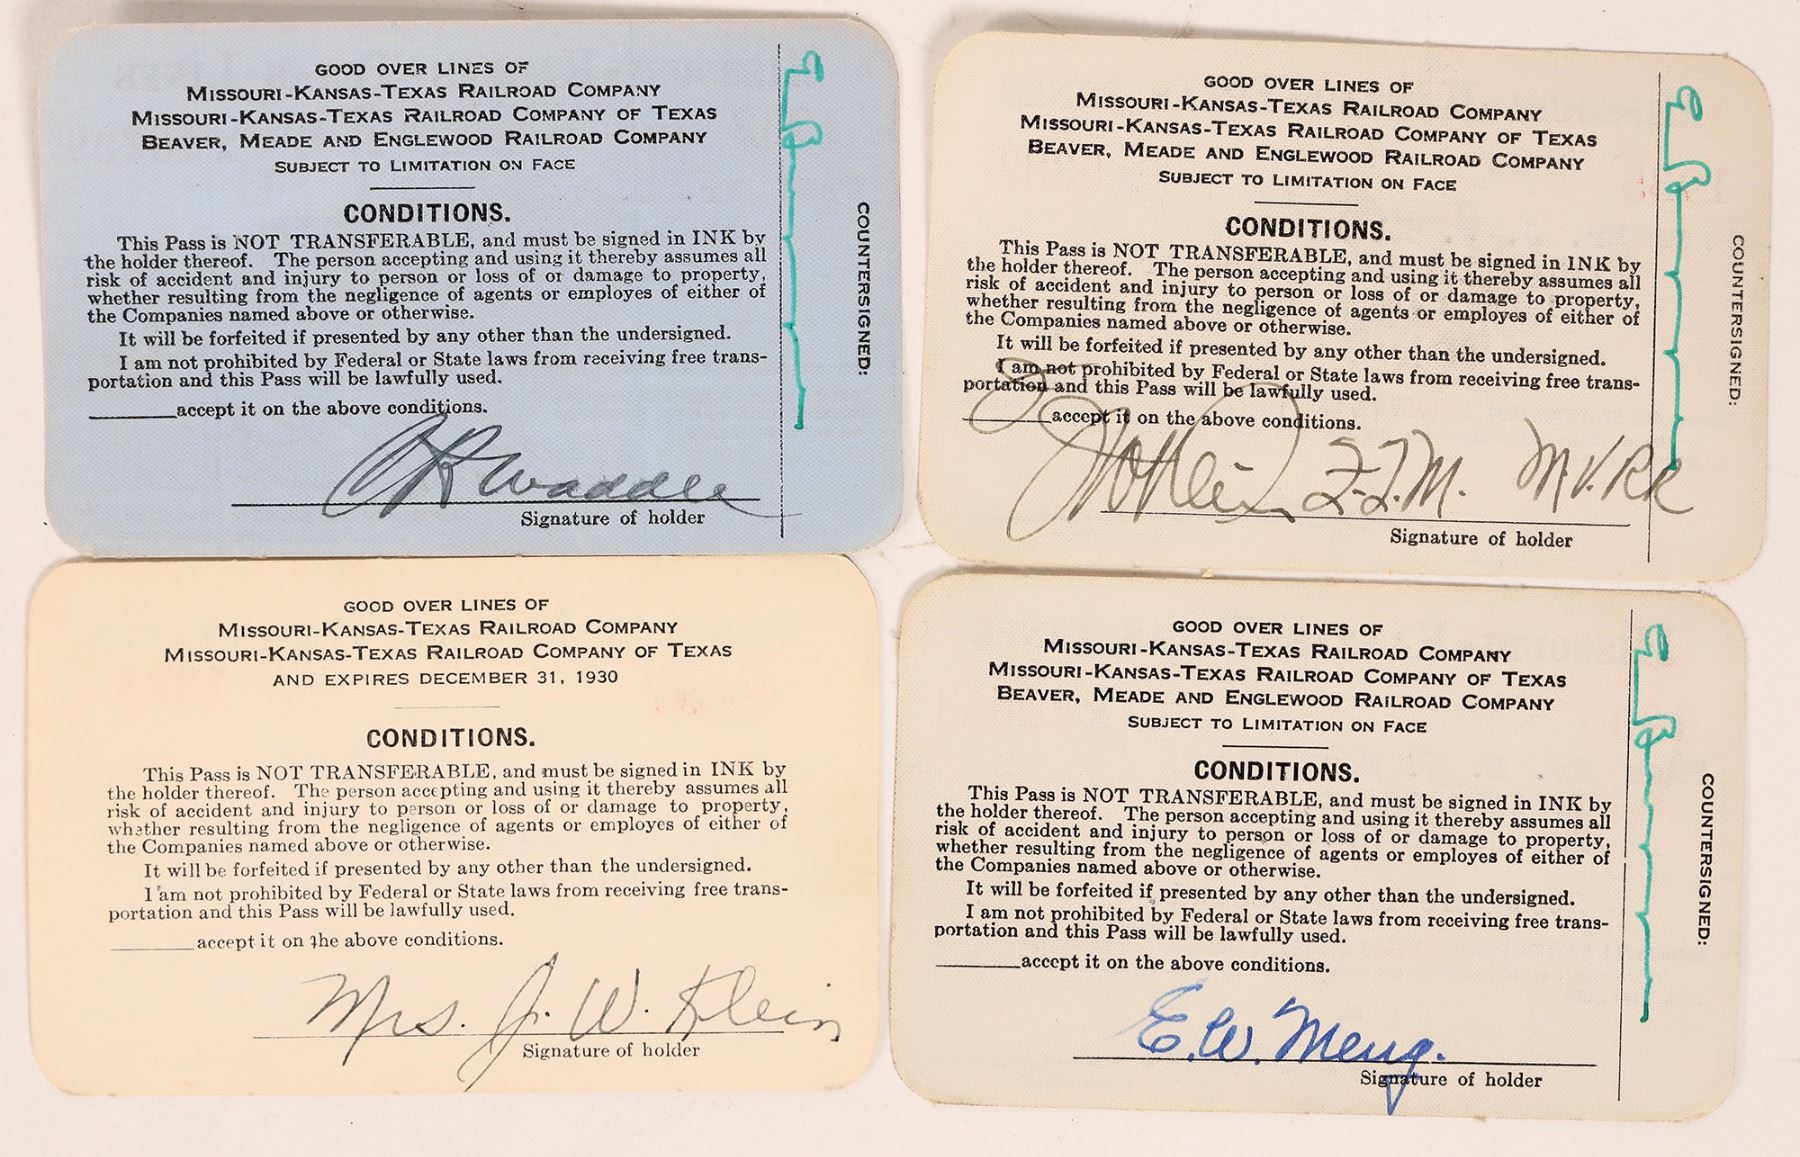 GOOD OVER LINES OF
MISSOURI-KANSAS-TEXAS RAILROAD COMPANY
MISSOURI-KANSAS-TEXAS RAILROAD COMPANY OF TEXAS
BEAVER, MEADE AND ENGLEWOOD RAILROAD COMPANY
SUBJECT TO LIMITATION ON FACE
CONDITIONS.
This Pass is NOT TRANSFERABLE, and must be signed in INK by
the holder thereof. The person accepting and using it thereby assumes all
risk of accident and injury to person or loss of or damage to property,
whether resulting from the negligence of agents or employes of either of
the Companies named above or otherwise.
It will be forfeited if presented by any other than the undersigned.
I am not prohibited by Federal or State laws from receiving free trans-
portation and this Pass will be lawfully used.
accept it on the above conditions.
Waddle
Signature of holder
COUNTERSIGNED:
GOOD OVER LINES OF
MISSOURI-KANSAS-TEXAS RAILROAD COMPANY
MISSOURI-KANSAS-TEXAS RAILROAD COMPANY OF TEXAS
BEAVER, MEADE AND ENGLEWOOD RAILROAD COMPANY
SUBJECT TO LIMITATION ON FACE
CONDITIONS.
This Pass is NOT TRANSFERABLE, and must be signed in INK by
the holder thereof. The person accepting and using it thereby assumes all
risk of accident and injury to person or loss of or damage to property,
whether resulting from the negligence of agents or employes of either of
the Companies named above or otherwise.
It will be forfeited if presented by any other than the undersigned.
I am not prohibited by Federal or State laws from receiving free trans-
portation and this Pass will be lawfully used.
accept it on the above conditions.
M.V.RR
Signature of holder
COUNTERSIGNED:
GOOD OVER LINES OF
MISSOURI-KANSAS-TEXAS RAILROAD COMPANY
MISSOURI-KANSAS-TEXAS RAILROAD COMPANY OF TEXAS
AND EXPIRES DECEMBER 31, 1930
CONDITIONS.
This Pass is NOT TRANSFERABLE, and must be signed in INK by
the holder thereof. The person accepting and using it thereby assumes all
risk of accident and injury to person or loss of or damage to property,
whether resulting from the negligence of agents or employes of either of
the Companies named above or otherwise.
It will be forfeited if presented by any other than the undersigned.
I am not prohibited by Federal or State laws from receiving free trans-
portation and this Pass will be lawfully used.
accept it on the above conditions.
Mrs. J. W. Klein
Signature of holder
GOOD OVER LINES OF
MISSOURI-KANSAS-TEXAS RAILROAD COMPANY
MISSOURI-KANSAS-TEXAS RAILROAD COMPANY OF TEXAS
BEAVER, MEADE AND ENGLEWOOD RAILROAD COMPANY
SUBJECT TO LIMITATION ON FACE
CONDITIONS.
This Pass is NOT TRANSFERABLE, and must be signed in INK by
the holder thereof. The person accepting and using it thereby assumes all
risk of accident and injury to person or loss of or damage to property,
whether resulting from the negligence of agents or employes of either of
the Companies named above or otherwise.
It will be forfeited if presented by any other than the undersigned.
I am not prohibited by Federal or State laws from receiving free trans-
portation and this Pass will be lawfully used.
accept it on the above conditions.
E.W. Meng.
Signature of holder
COUNTERSIGNED: